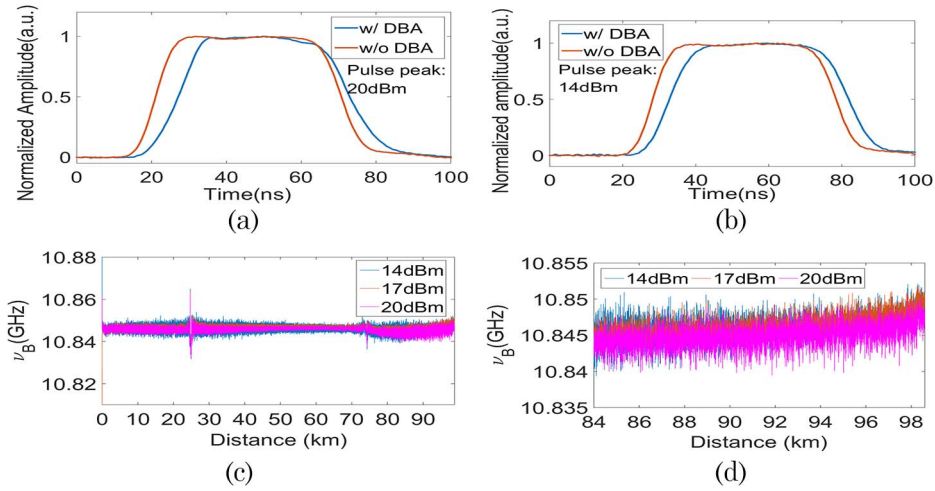 Normalized Amplitude(a.u.)
1
0.5
0
w/ DBA
w/o DBA
Pulse peak:
20dBm
0 20 40 60 80 100
Time(ns)
(a)
Normalized amplitude(a.u.)
1
0.5
0
w/ DBA
w/o DBA
Pulse peak:
14dBm
0 20 40 60 80 100
Time(ns)
(b)
ν_B(GHz)
10.88
10.86
10.84
10.82
14dBm
17dBm
20dBm
0 10 20 30 40 50 60 70 80 90
Distance (km)
(c)
ν_B(GHz)
10.855
10.85
10.845
10.84
10.835
14dBm 17dBm 20dBm
84 86 88 90 92 94 96 98
Distance (km)
(d)